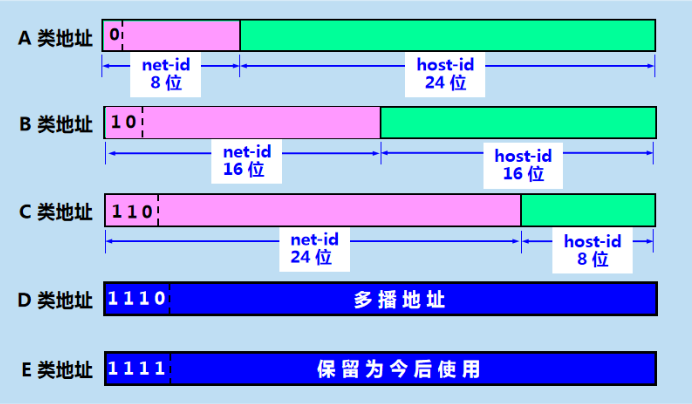 A 类地址
0
net-id
8 位
host-id
24 位
B 类地址
1 0
net-id
16 位
host-id
16 位
C 类地址
1 1 0
net-id
24 位
host-id
8 位
D 类地址
1 1 1 0
多 播 地 址
E 类地址
1 1 1 1
保 留 为 今 后 使 用